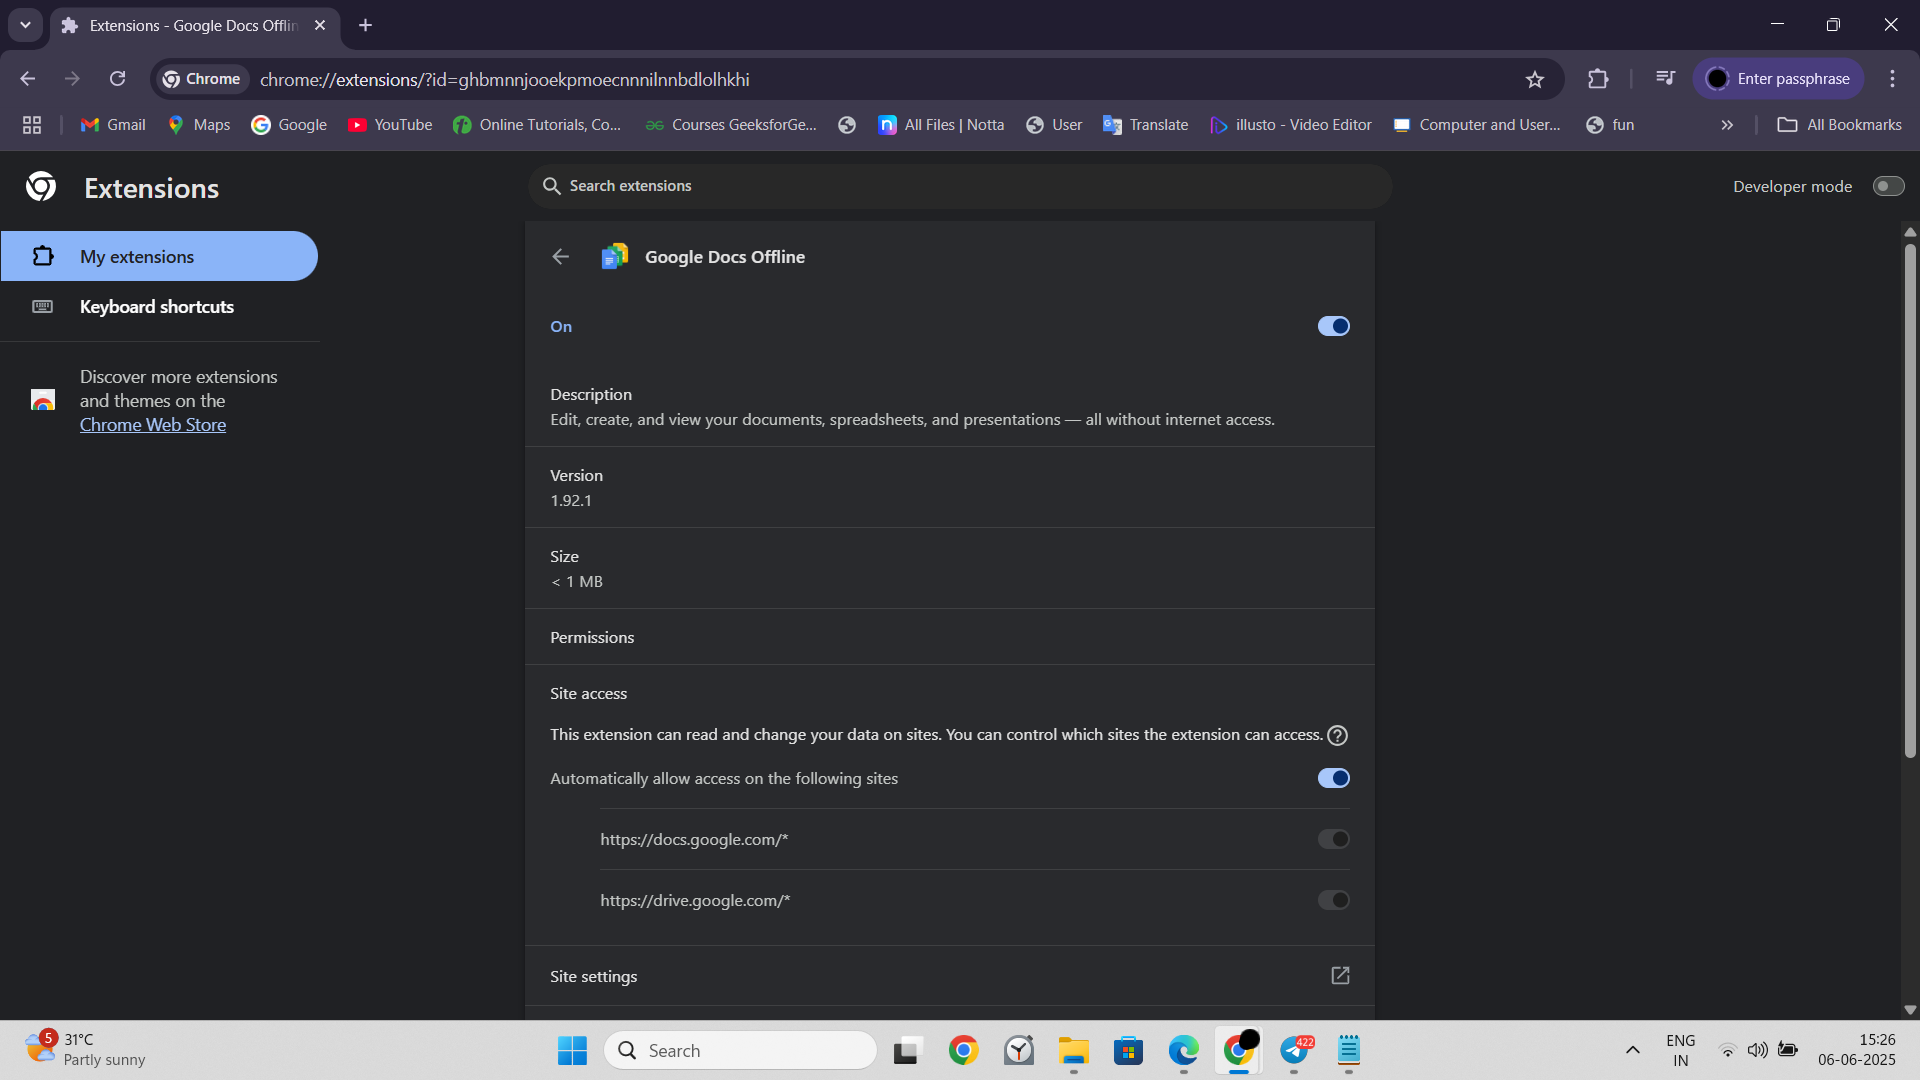 Extensions - Google Docs Offlin
Chrome
chrome://extensions/?id=ghbmnnjooekpmoecnnnilnnbdlolhkhi
Enter passphrase
Gmail
Maps
Google
YouTube
Online Tutorials, Co...
Courses GeeksforGe...
All Files | Notta
User
Translate
illusto - Video Editor
Computer and User...
fun
All Bookmarks
Extensions
Search extensions
Developer mode
My extensions
Keyboard shortcuts
Discover more extensions
and themes on the
Chrome Web Store
Google Docs Offline
On
Description
Edit, create, and view your documents, spreadsheets, and presentations — all without internet access.
Version
1.92.1
Size
< 1 MB
Permissions
Site access
This extension can read and change your data on sites. You can control which sites the extension can access.
Automatically allow access on the following sites
https://docs.google.com/*
https://drive.google.com/*
Site settings
5
31°C
Partly sunny
Search
422
ENG
IN
15:26
06-06-2025